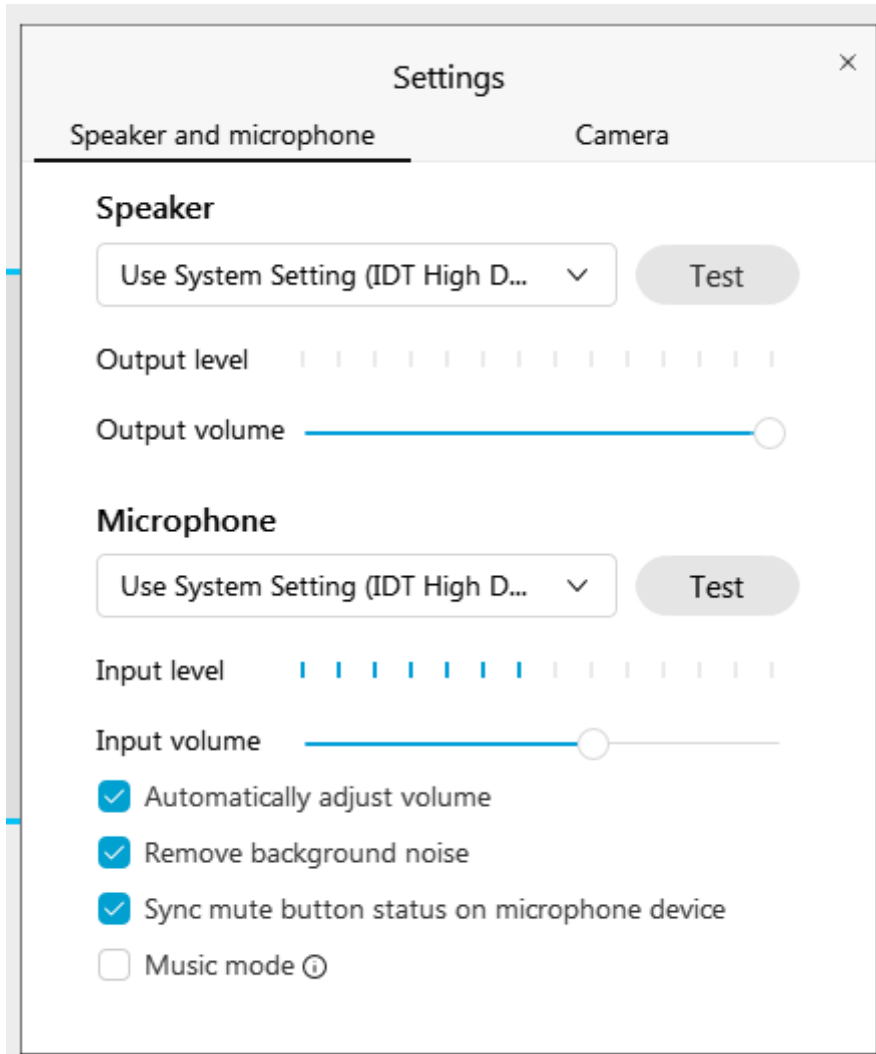 Settings
Speaker and microphone
Camera
Speaker
Use System Setting (IDT High D...
Test
Output level
Output volume
Microphone
Use System Setting (IDT High D...
Test
Input level
Input volume
Automatically adjust volume
Remove background noise
Sync mute button status on microphone device
Music mode